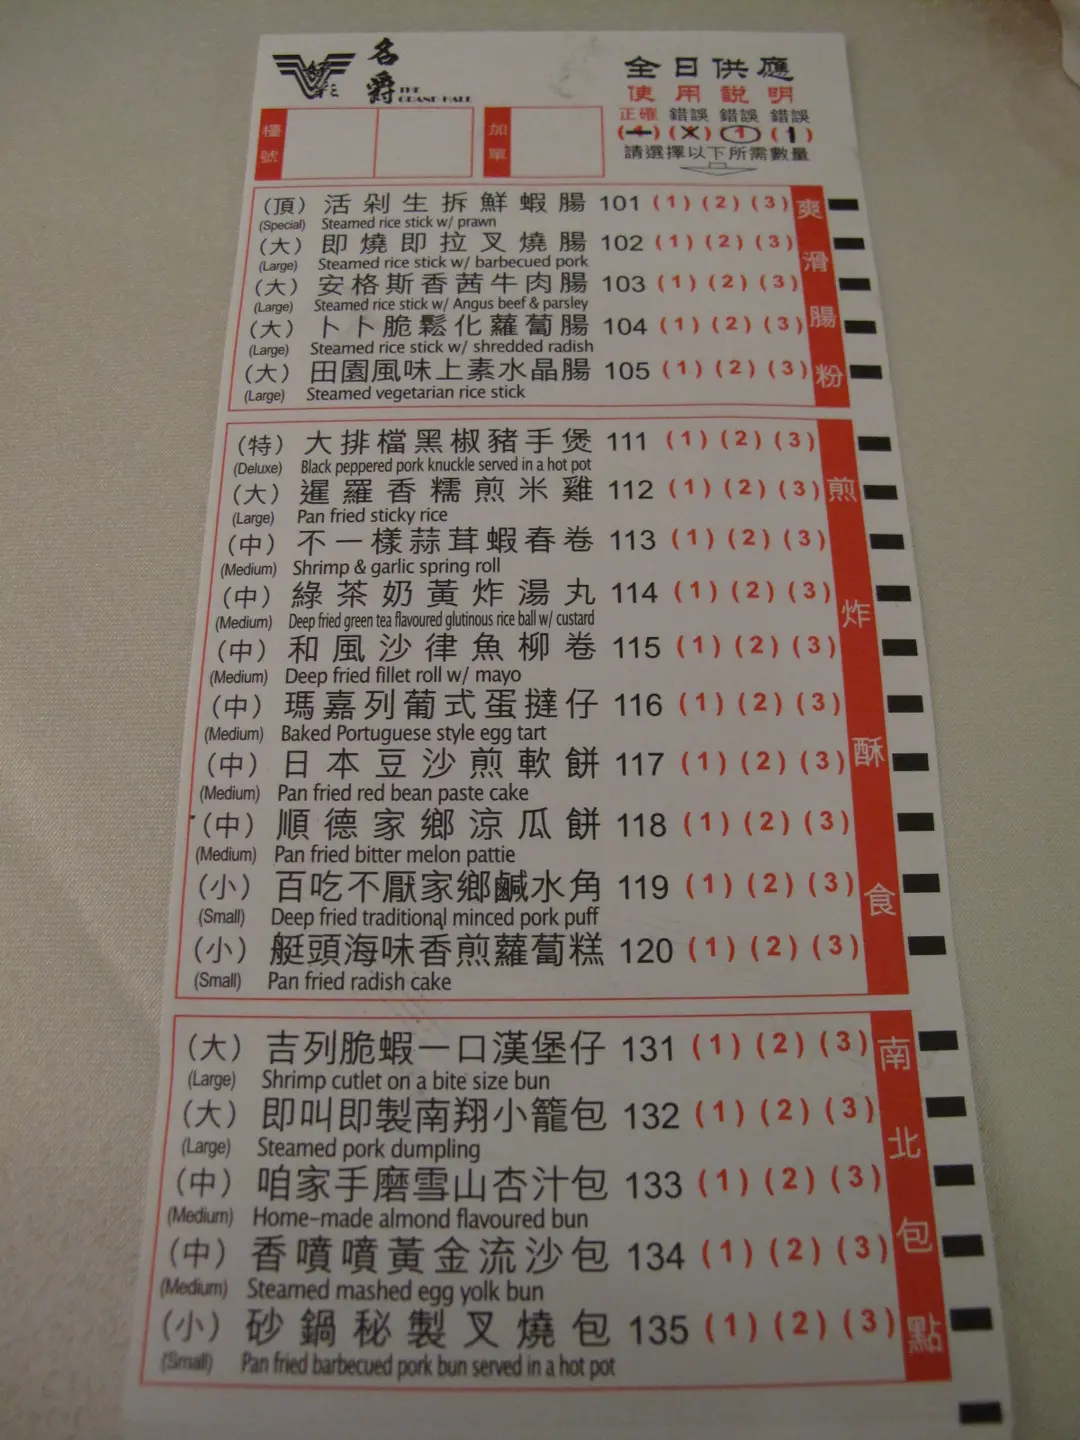 名爵 THE GRAND HALL
全日供應
使用說明
正確 錯誤 錯誤 錯誤
(1) (1) (1) (1)
請選擇以下所需數量
檯號
加單
爽滑腸粉
(頂) 活剁生拆鮮蝦腸 101 (1) (2) (3)
(Special) Steamed rice stick w/ prawn
(大) 即燒即拉叉燒腸 102 (1) (2) (3)
(Large) Steamed rice stick w/ barbecued pork
(大) 安格斯香茜牛肉腸 103 (1) (2) (3)
(Large) Steamed rice stick w/ Angus beef & parsley
(大) 卜卜脆鬆化蘿蔔腸 104 (1) (2) (3)
(Large) Steamed rice stick w/ shredded radish
(大) 田園風味上素水晶腸 105 (1) (2) (3)
(Large) Steamed vegetarian rice stick
煎炸酥食
(特) 大排檔黑椒豬手煲 111 (1) (2) (3)
(Deluxe) Black peppered pork knuckle served in a hot pot
(大) 暹羅香糯煎米雞 112 (1) (2) (3)
(Large) Pan fried sticky rice
(中) 不一樣蒜茸蝦春卷 113 (1) (2) (3)
(Medium) Shrimp & garlic spring roll
(中) 綠茶奶黃炸湯丸 114 (1) (2) (3)
(Medium) Deep fried green tea flavoured glutinous rice ball w/ custard
(中) 和風沙律魚柳卷 115 (1) (2) (3)
(Medium) Deep fried fillet roll w/ mayo
(中) 瑪嘉列葡式蛋撻仔 116 (1) (2) (3)
(Medium) Baked Portuguese style egg tart
(中) 日本豆沙煎軟餅 117 (1) (2) (3)
(Medium) Pan fried red bean paste cake
(中) 順德家鄉涼瓜餅 118 (1) (2) (3)
(Medium) Pan fried bitter melon pattie
(小) 百吃不厭家鄉鹹水角 119 (1) (2) (3)
(Small) Deep fried traditional minced pork puff
(小) 艇頭海味香煎蘿蔔糕 120 (1) (2) (3)
(Small) Pan fried radish cake
南北包點
(大) 吉列脆蝦一口漢堡仔 131 (1) (2) (3)
(Large) Shrimp cutlet on a bite size bun
(大) 即叫即製南翔小籠包 132 (1) (2) (3)
(Large) Steamed pork dumpling
(中) 咱家手磨雪山杏汁包 133 (1) (2) (3)
(Medium) Home-made almond flavoured bun
(中) 香噴噴黃金流沙包 134 (1) (2) (3)
(Medium) Steamed mashed egg yolk bun
(小) 砂鍋秘製叉燒包 135 (1) (2) (3)
(Small) Pan fried barbecued pork bun served in a hot pot